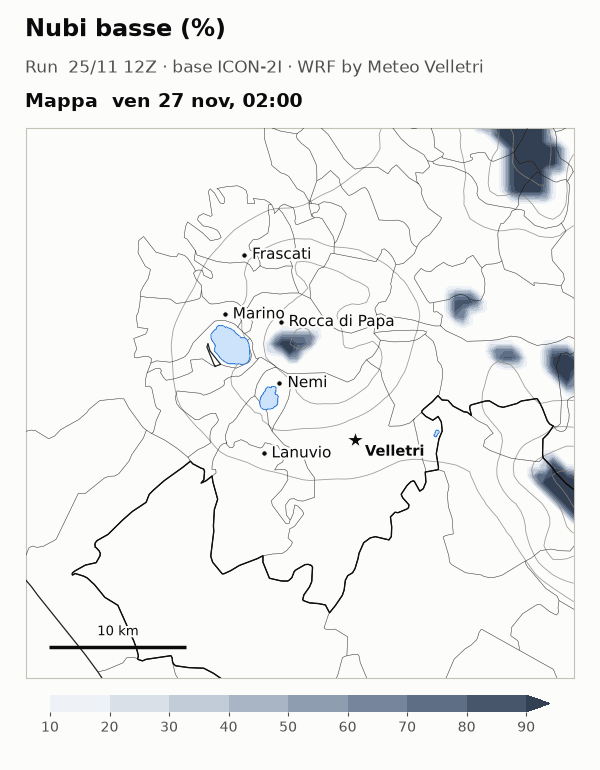 Nubi basse (%)
Run  25/11 12Z · base ICON-2I · WRF by Meteo Velletri
Mappa  ven 27 nov, 02:00
Frascati
Marino
Rocca di Papa
Nemi
Velletri
Lanuvio
10 km
10 20 30 40 50 60 70 80 90